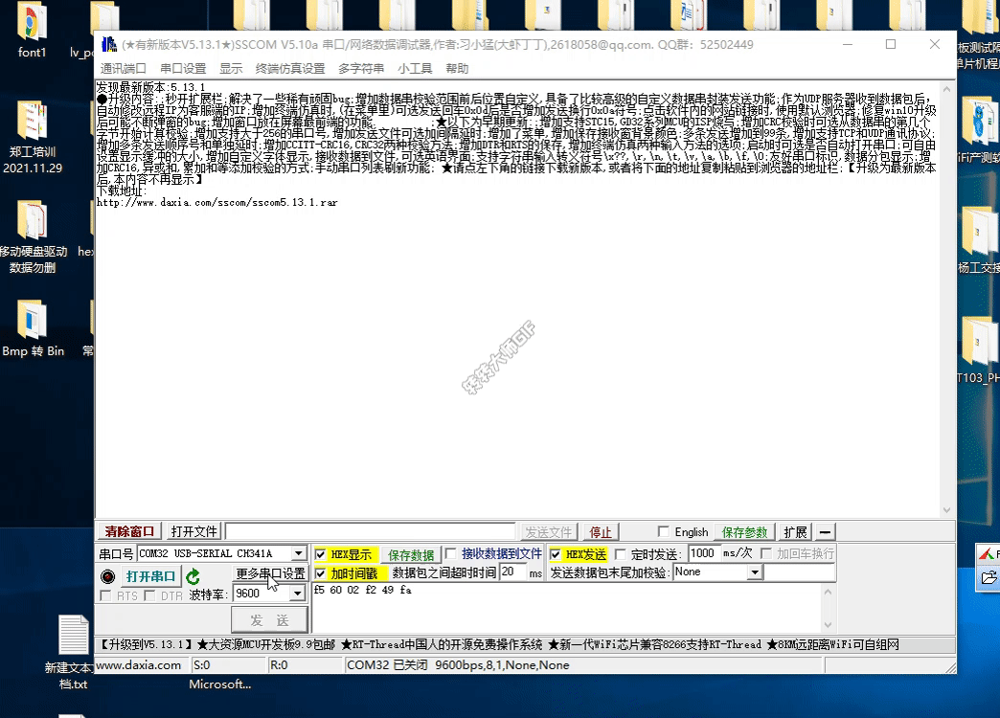 font1
lv_p
郑工培训
2021.11.29
移动硬盘驱动
数据勿删
hex
Bmp 转 Bin
常
(★有新版本V5.13.1★)SSCOM V5.10a 串口/网络数据调试器,作者:习小猛(大虾丁丁),2618058@qq.com. QQ群：52502449
通讯端口 串口设置 显示 终端仿真设置 多字符串 小工具 帮助
发现最新版本:5.13.1
●升级内容:;秒开扩展栏;解决了一些稀有顽固bug;增加数据串校验范围前后位置自定义,具备了比较高级的自定义数据串封装发送功能;作为UDP服务器收到数据包后，
自动修改远程IP为客服端的IP;增加终端仿真时,(在菜单里)可选发送回车0x0d后是否增加发送换行0x0a符号;点击软件内的网站链接时,使用默认浏览器;修复win10升级
后可能不断弹窗的bug;增加窗口放在屏幕最前端的功能. ;★以下为早期更新:;增加支持STC15,GD32系列MCU的ISP烧写;增加CRC校验时可选从数据串的第几个
字节开始计算校验;增加支持大于256的串口号,增加发送文件可选加间隔延时;增加了菜单,增加保存接收窗背景颜色;多条发送增加到99条,增加支持TCP和UDP通讯协议;
增加多条发送顺序号和单独延时;增加CCITT-CRC16,CRC32两种校验方法;增加DTR和RTS的保存,增加终端仿真两种输入方法的选项;启动时可选是否自动打开串口;可自由
设置显示缓冲的大小,增加自定义字体显示,接收数据到文件,可选英语界面;支持字符串输入转义符号\x??,\r,\n,\t,\v,\a,\b,\f,\0;友好串口标识,数据分包显示;增
加CRC16,异或和,累加和等添加校验的方式;手动串口列表刷新功能; ★请点左下角的链接下载新版本,或者将下面的地址复制粘贴到浏览器的地址栏;【升级为最新版本
后,本内容不再显示】
下载地址:
http://www.daxia.com/sscom/sscom5.13.1.rar
转转大师GIF
清除窗口 打开文件 发送文件 停止 English 保存参数 扩展 —
串口号 COM32 USB-SERIAL CH341A HEX显示 保存数据 接收数据到文件 HEX发送 定时发送: 1000 ms/次 加回车换行
打开串口 更多串口设置 加时间戳 数据包之间超时时间 20 ms 发送数据包末尾加校验: None
RTS DTR 波特率: 9600 f5 60 02 f2 49 fa
发 送
【升级到V5.13.1】★大资源MCU开发板9.9包邮 ★RT-Thread中国人的开源免费操作系统 ★新一代WiFi芯片兼容8266支持RT-Thread ★8KM远距离WiFi可自组网
www.daxia.com S:0 R:0 COM32 已关闭 9600bps,8,1,None,None
新建文本文
档.txt
Microsoft...
板测试隔
单片机程序
iFi产测软
杨工交接
T103_PH